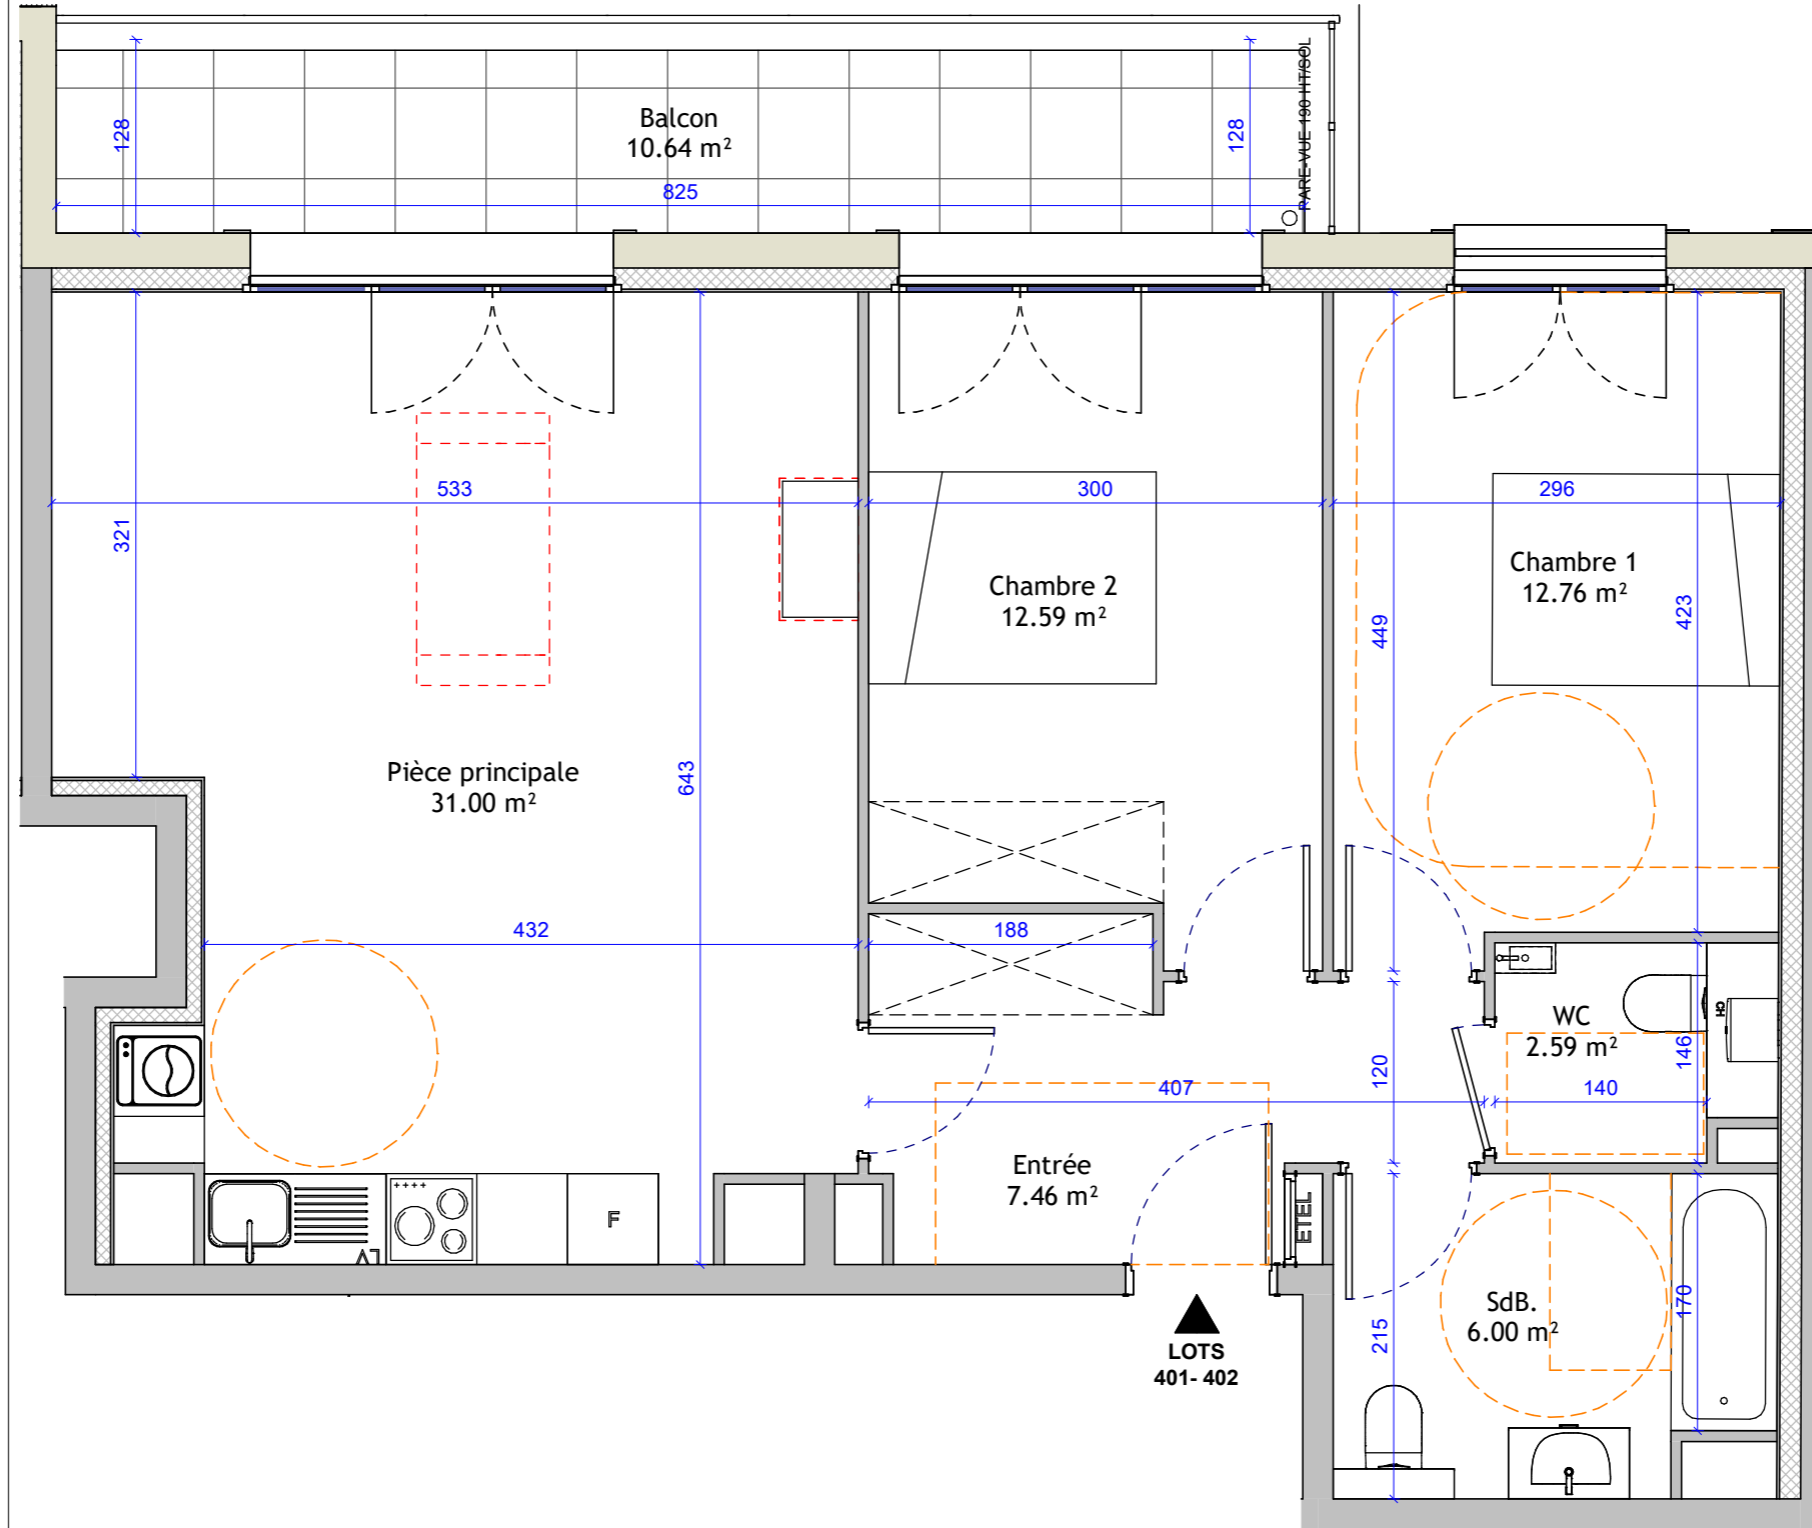 PARE-VUE 190 HT/SOL
Balcon
10.64 m²
128
128
825
533
300
296
321
Chambre 1
12.76 m²
Chambre 2
12.59 m²
423
449
Pièce principale
31.00 m²
643
432
188
WC
2.59 m²
CH
146
120
407
140
Entrée
7.46 m²
F
LV
ETEL
SdB.
6.00 m²
170
215
LOTS
401- 402